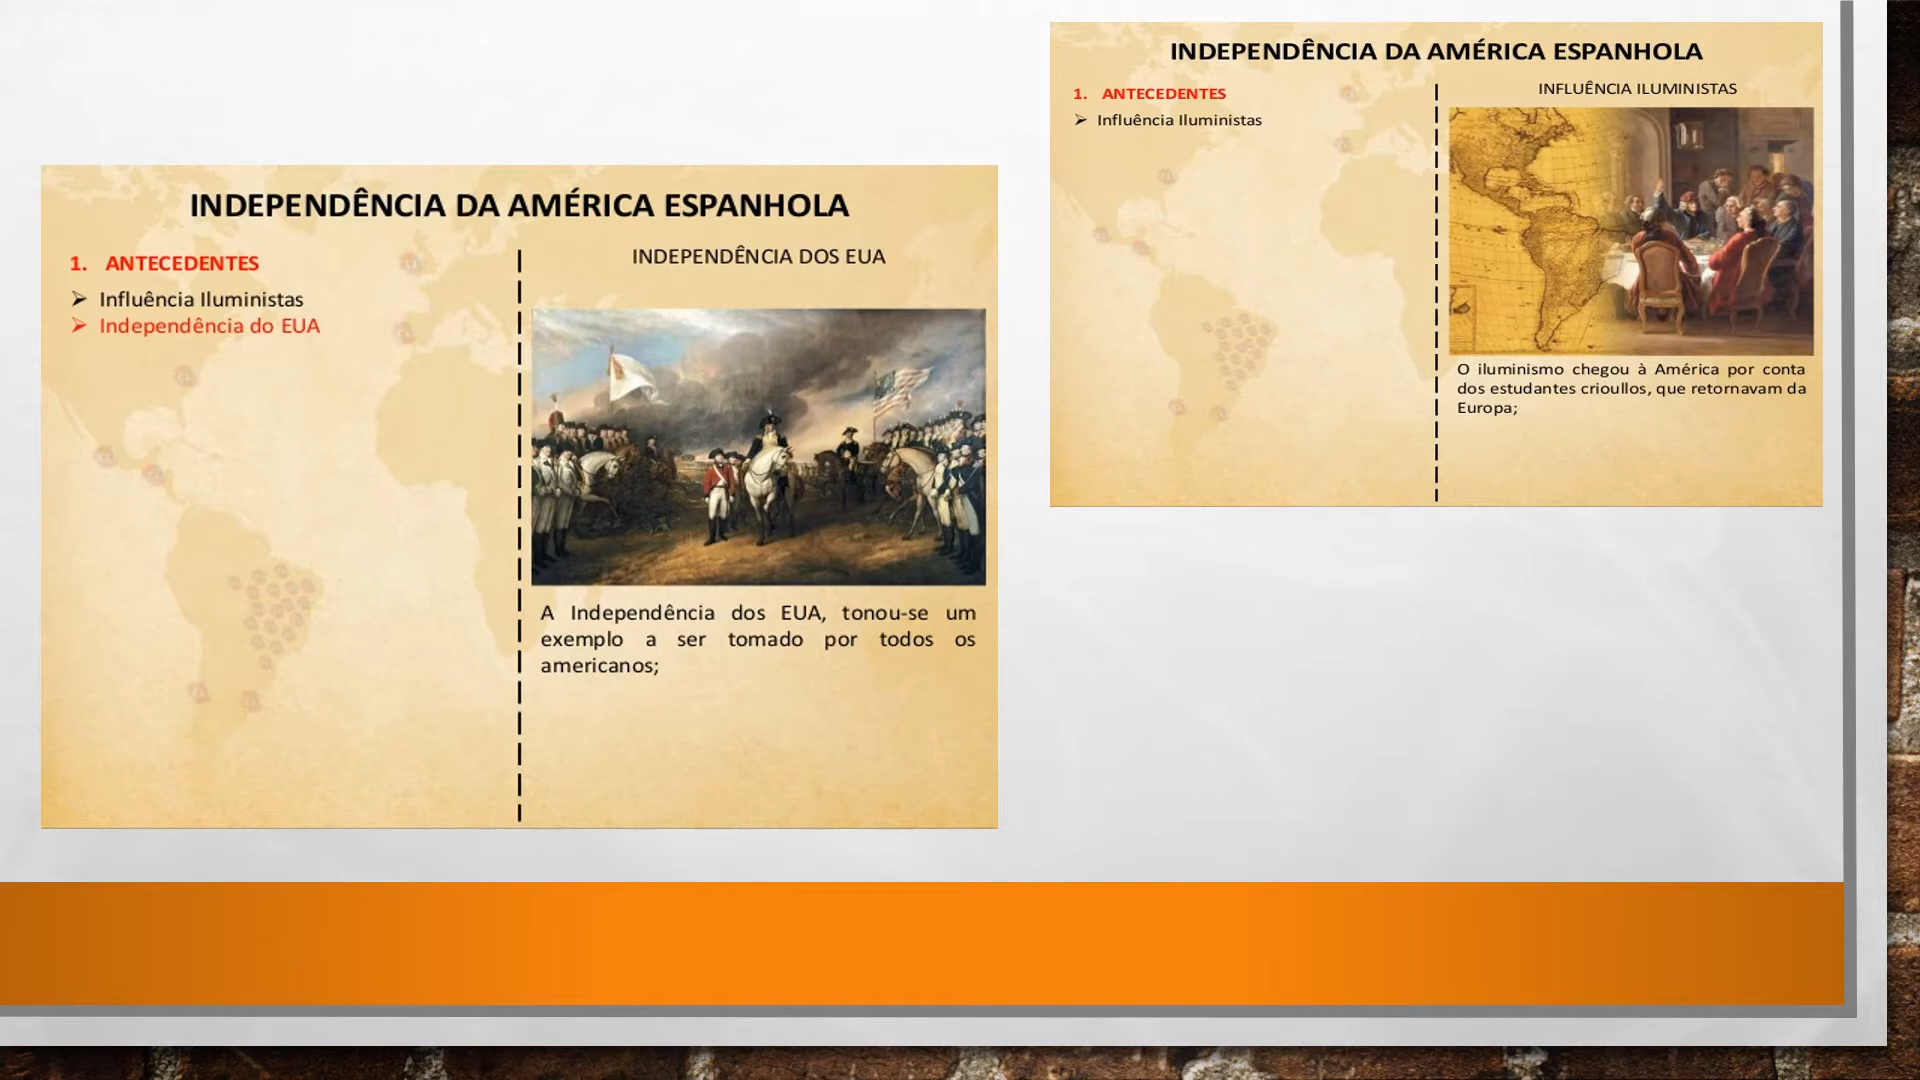 INDEPENDÊNCIA DA AMÉRICA ESPANHOLA
1. ANTECEDENTES
➢ Influência Iluministas
➢ Independência do EUA
INDEPENDÊNCIA DOS EUA
A Independência dos EUA, tonou-se um
exemplo a ser tomado por todos os
americanos;
INDEPENDÊNCIA DA AMÉRICA ESPANHOLA
1. ANTECEDENTES
➢ Influência Iluministas
INFLUÊNCIA ILUMINISTAS
O iluminismo chegou à América por conta
dos estudantes crioullos, que retornavam da
Europa;